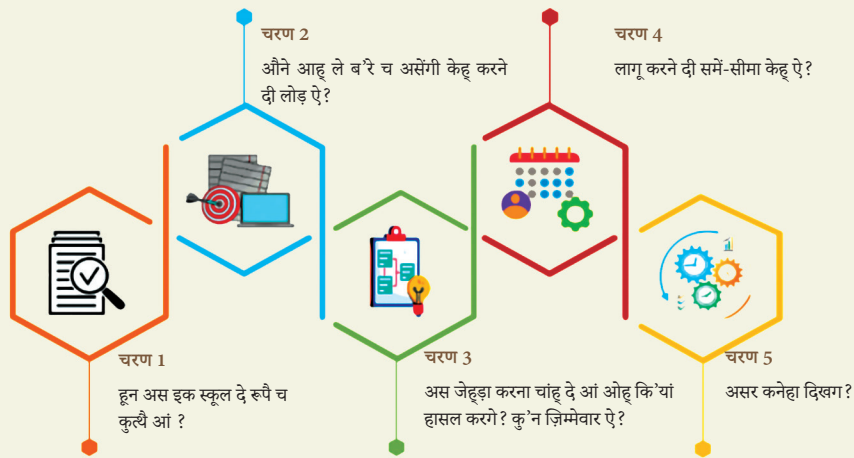 चरण 1
हून अस इक स्कूल दे रूपै च
कुत्थै आं ?
चरण 2
औने आह् ले ब’रे च असेंगी केह् करने
दी लोड़ ऐ?
चरण 3
अस जेहड़ा करना चांह् दे आं ओह् कि’यां
हासल करगे? कु’न ज़िम्मेवार ऐ?
चरण 4
लागू करने दी समें-सीमा केह् ऐ?
चरण 5
असर कनेहा दिखग?